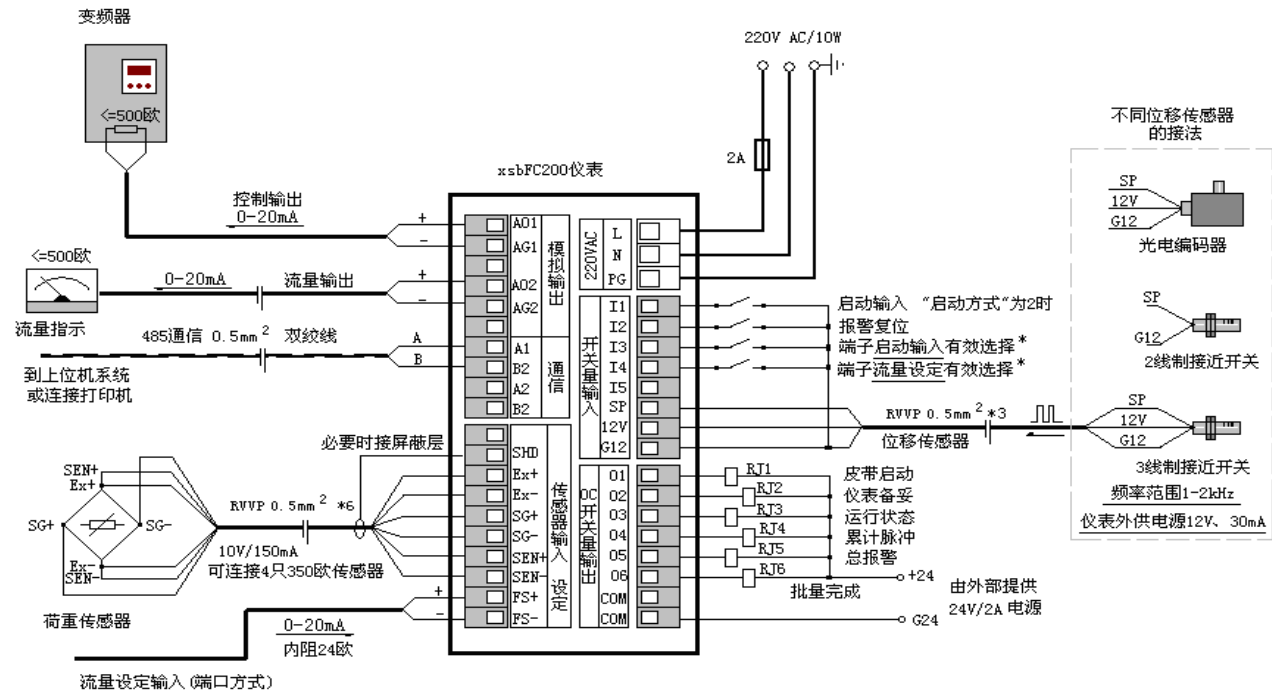 变频器
<=500欧
控制输出
0-20mA
+
-
<=500欧
0-20mA
流量输出
+
-
流量指示
485通信 0.5mm² 双绞线
A
B
到上位机系统
或连接打印机
必要时接屏蔽层
SEN+
Ex+
SG+
SG-
Ex-
SEN-
RVVP 0.5mm² *6
10V/150mA
可连接4只350欧传感器
荷重传感器
+
-
0-20mA
内阻24欧
流量设定输入(端口方式)
xsbFC200仪表
AO1
AG1
AO2
AG2
模拟输出
A1
B2
A2
B2
通信
SHD
Ex+
Ex-
SG+
SG-
SEN+
SEN-
FS+
FS-
传感器输入 设定
220VAC
L
N
PG
开关量输入
I1
I2
I3
I4
I5
SP
12V
G12
OC开关量输出
O1
O2
O3
O4
O5
O6
COM
COM
220V AC/10W
2A
启动输入 “启动方式”为2时
报警复位
端子启动输入有效选择*
端子流量设定有效选择*
RVVP 0.5mm² *3
位移传感器
RJ1
RJ2
RJ3
RJ4
RJ5
RJ6
皮带启动
仪表备妥
运行状态
累计脉冲
总报警
批量完成
+24
G24
由外部提供
24V/2A 电源
不同位移传感器
的接法
SP
12V
G12
光电编码器
SP
G12
2线制接近开关
SP
12V
G12
3线制接近开关
频率范围1-2kHz
仪表外供电源12V、30mA